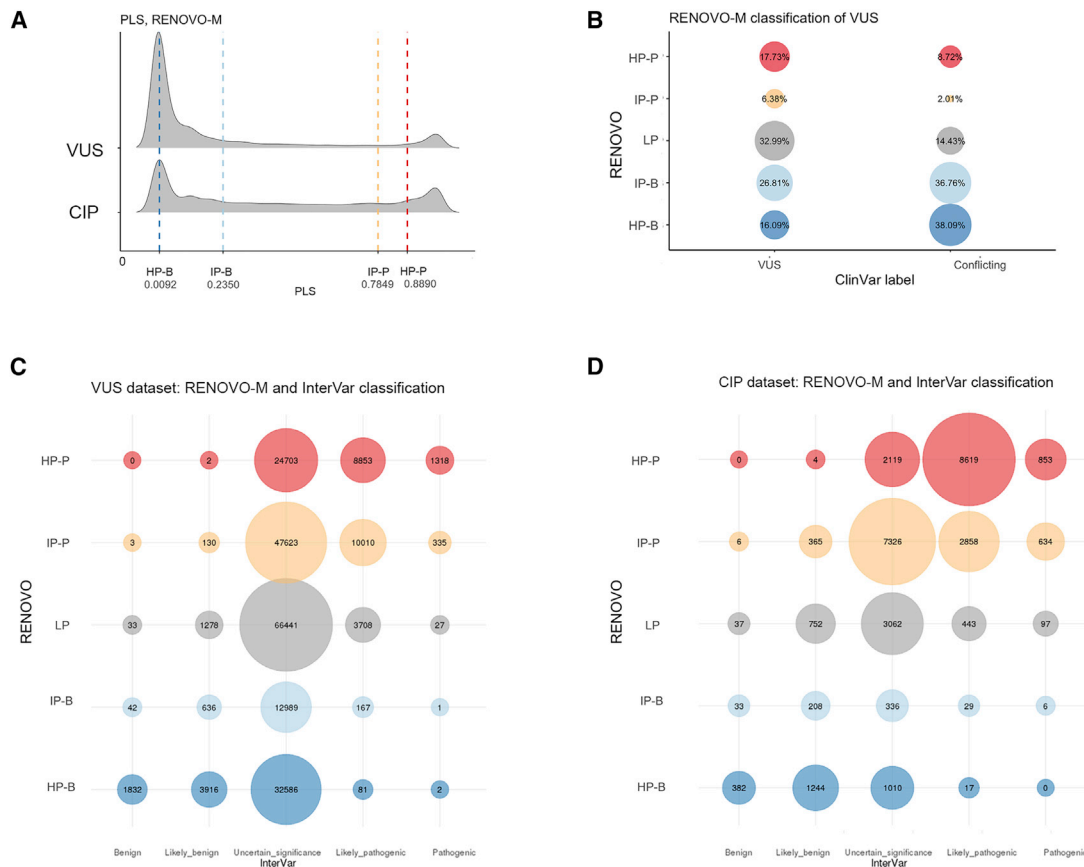 A
PLS, RENOVO-M
VUS
CIP
0
HP-B IP-B IP-P HP-P
0.0092 0.2350 0.7849 0.8890
PLS
B
RENOVO-M classification of VUS
RENOVO
HP-P 17.73% 8.72%
IP-P 6.38% 2.01%
LP 32.99% 14.43%
IP-B 26.81% 36.76%
HP-B 16.09% 38.09%
VUS Conflicting
ClinVar label
C
VUS dataset: RENOVO-M and InterVar classification
RENOVO
HP-P 0 2 24703 8853 1318
IP-P 3 130 47623 10010 335
LP 33 1278 66441 3708 27
IP-B 42 636 12989 167 1
HP-B 1832 3916 32586 81 2
Benign Likely_benign Uncertain_significance Likely_pathogenic Pathogenic
InterVar
D
CIP dataset: RENOVO-M and InterVar classification
RENOVO
HP-P 0 4 2119 8619 853
IP-P 6 365 7326 2858 634
LP 37 752 3062 443 97
IP-B 33 208 336 29 6
HP-B 382 1244 1010 17 0
Benign Likely_benign Uncertain_significance Likely_pathogenic Pathogenic
InterVar